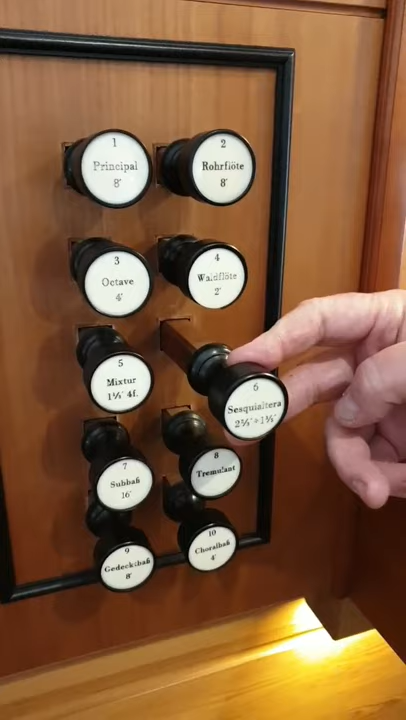 1
Principal
8'
2
Rohrflöte
8'
3
Octave
4'
4
Waldflöte
2'
5
Mixtur
1⅓' 4f.
6
Sesquialtera
2⅔'+1⅗'
7
Subbaß
16'
8
Tremulant
9
Gedecktbaß
8'
10
Choralbaß
4'